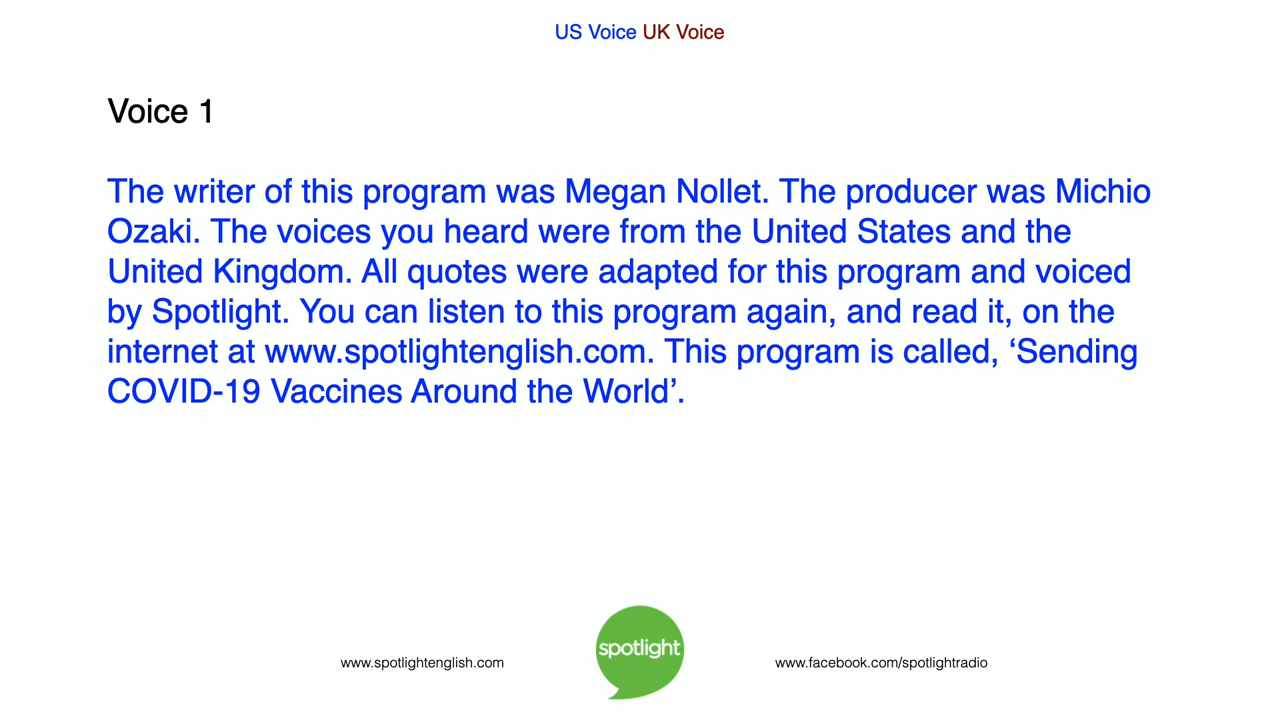 US Voice UK Voice
Voice 1
The writer of this program was Megan Nollet. The producer was Michio
Ozaki. The voices you heard were from the United States and the
United Kingdom. All quotes were adapted for this program and voiced
by Spotlight. You can listen to this program again, and read it, on the
internet at www.spotlightenglish.com. This program is called, ‘Sending
COVID-19 Vaccines Around the World’.
www.spotlightenglish.com
spotlight
www.facebook.com/spotlightradio